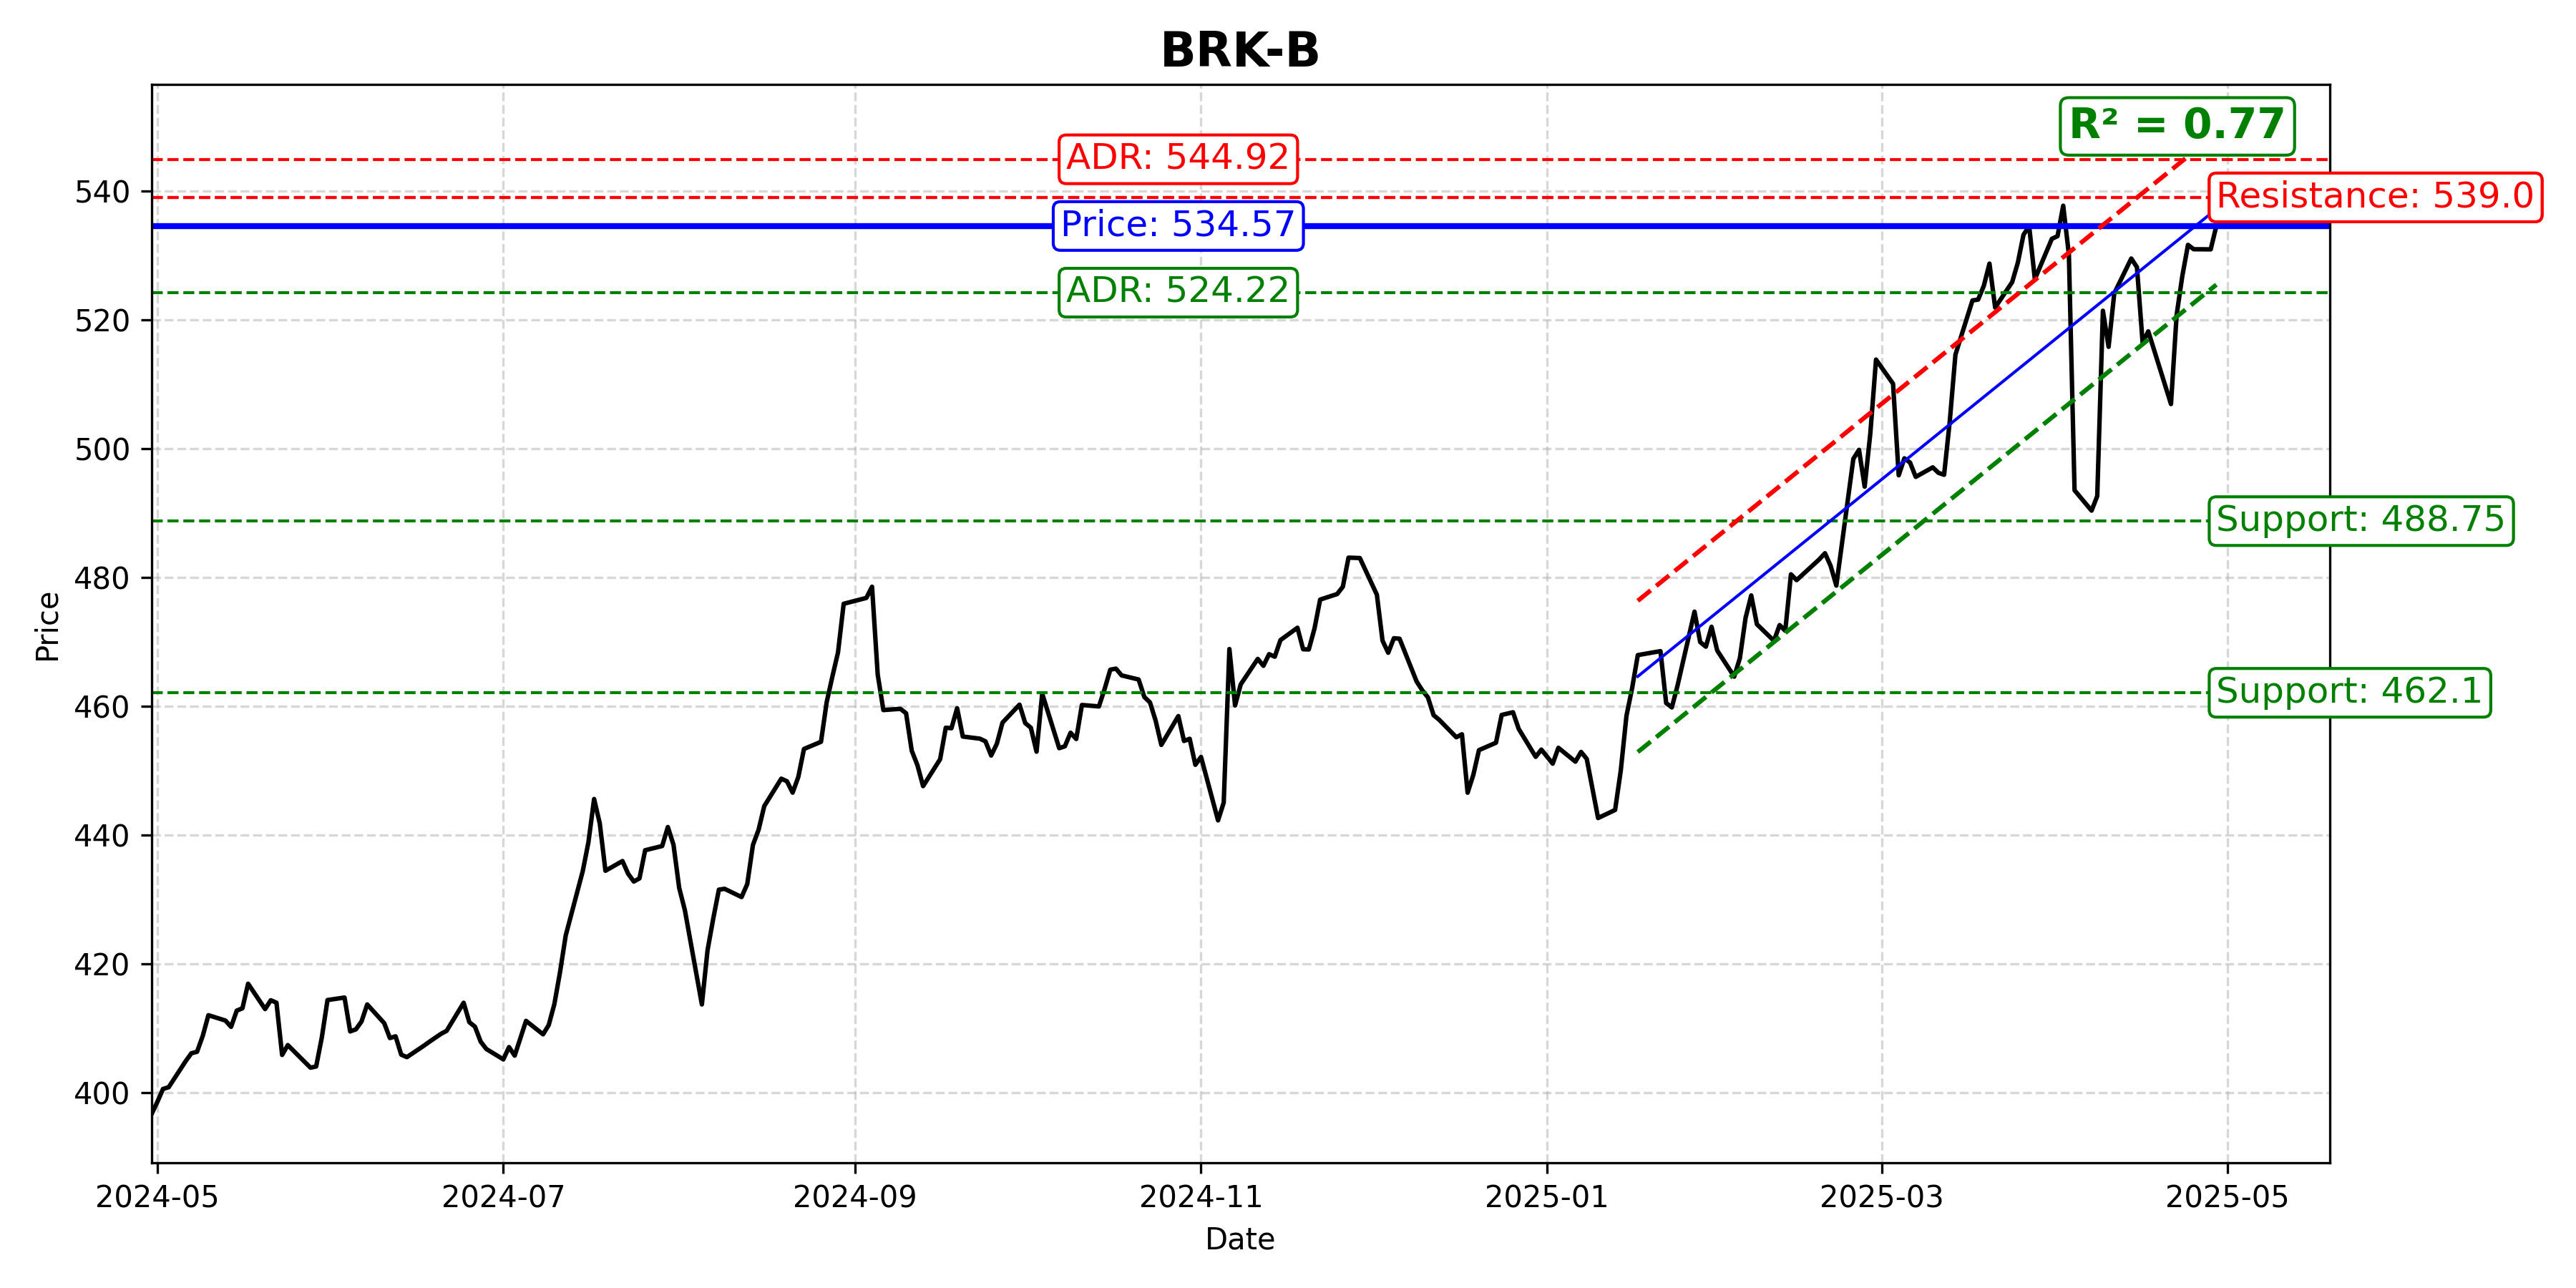 BRK-B
R² = 0.77
ADR: 544.92
Resistance: 539.0
Price: 534.57
ADR: 524.22
Support: 488.75
Support: 462.1
Price
540
520
500
480
460
440
420
400
2024-05
2024-07
2024-09
2024-11
2025-01
2025-03
2025-05
Date